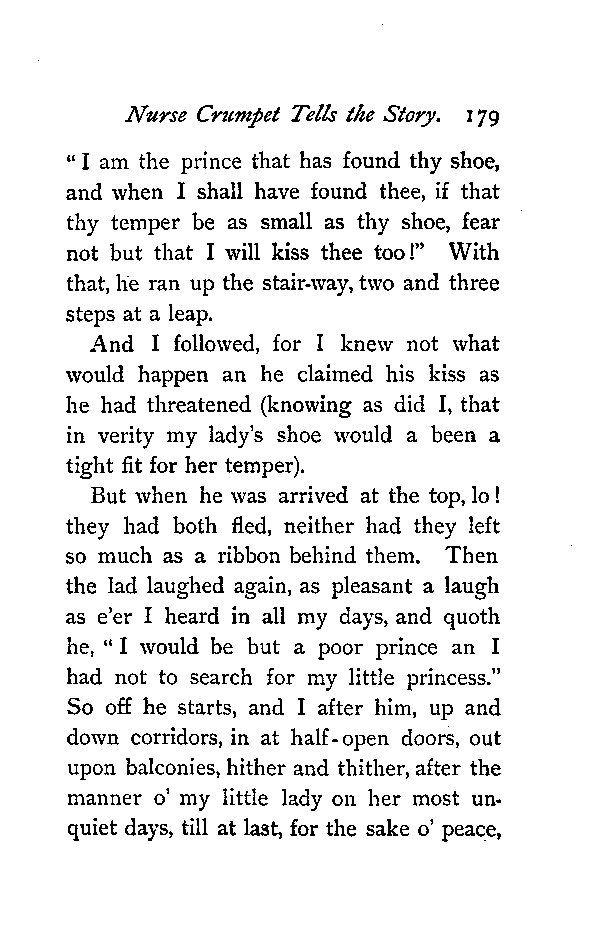 Nurse Crumpet Tells the Story. 179
“I am the prince that has found thy shoe,
and when I shall have found thee, if that
thy temper be as small as thy shoe, fear
not but that I will kiss thee too!” With
that, he ran up the stair-way, two and three
steps at a leap.
And I followed, for I knew not what
would happen an he claimed his kiss as
he had threatened (knowing as did I, that
in verity my lady's shoe would a been a
tight fit for her temper).
But when he was arrived at the top, lo!
they had both fled, neither had they left
so much as a ribbon behind them. Then
the lad laughed again, as pleasant a laugh
as e'er I heard in all my days, and quoth
he, “I would be but a poor prince an I
had not to search for my little princess.”
So off he starts, and I after him, up and
down corridors, in at half-open doors, out
upon balconies, hither and thither, after the
manner o' my little lady on her most un-
quiet days, till at last, for the sake o' peace,